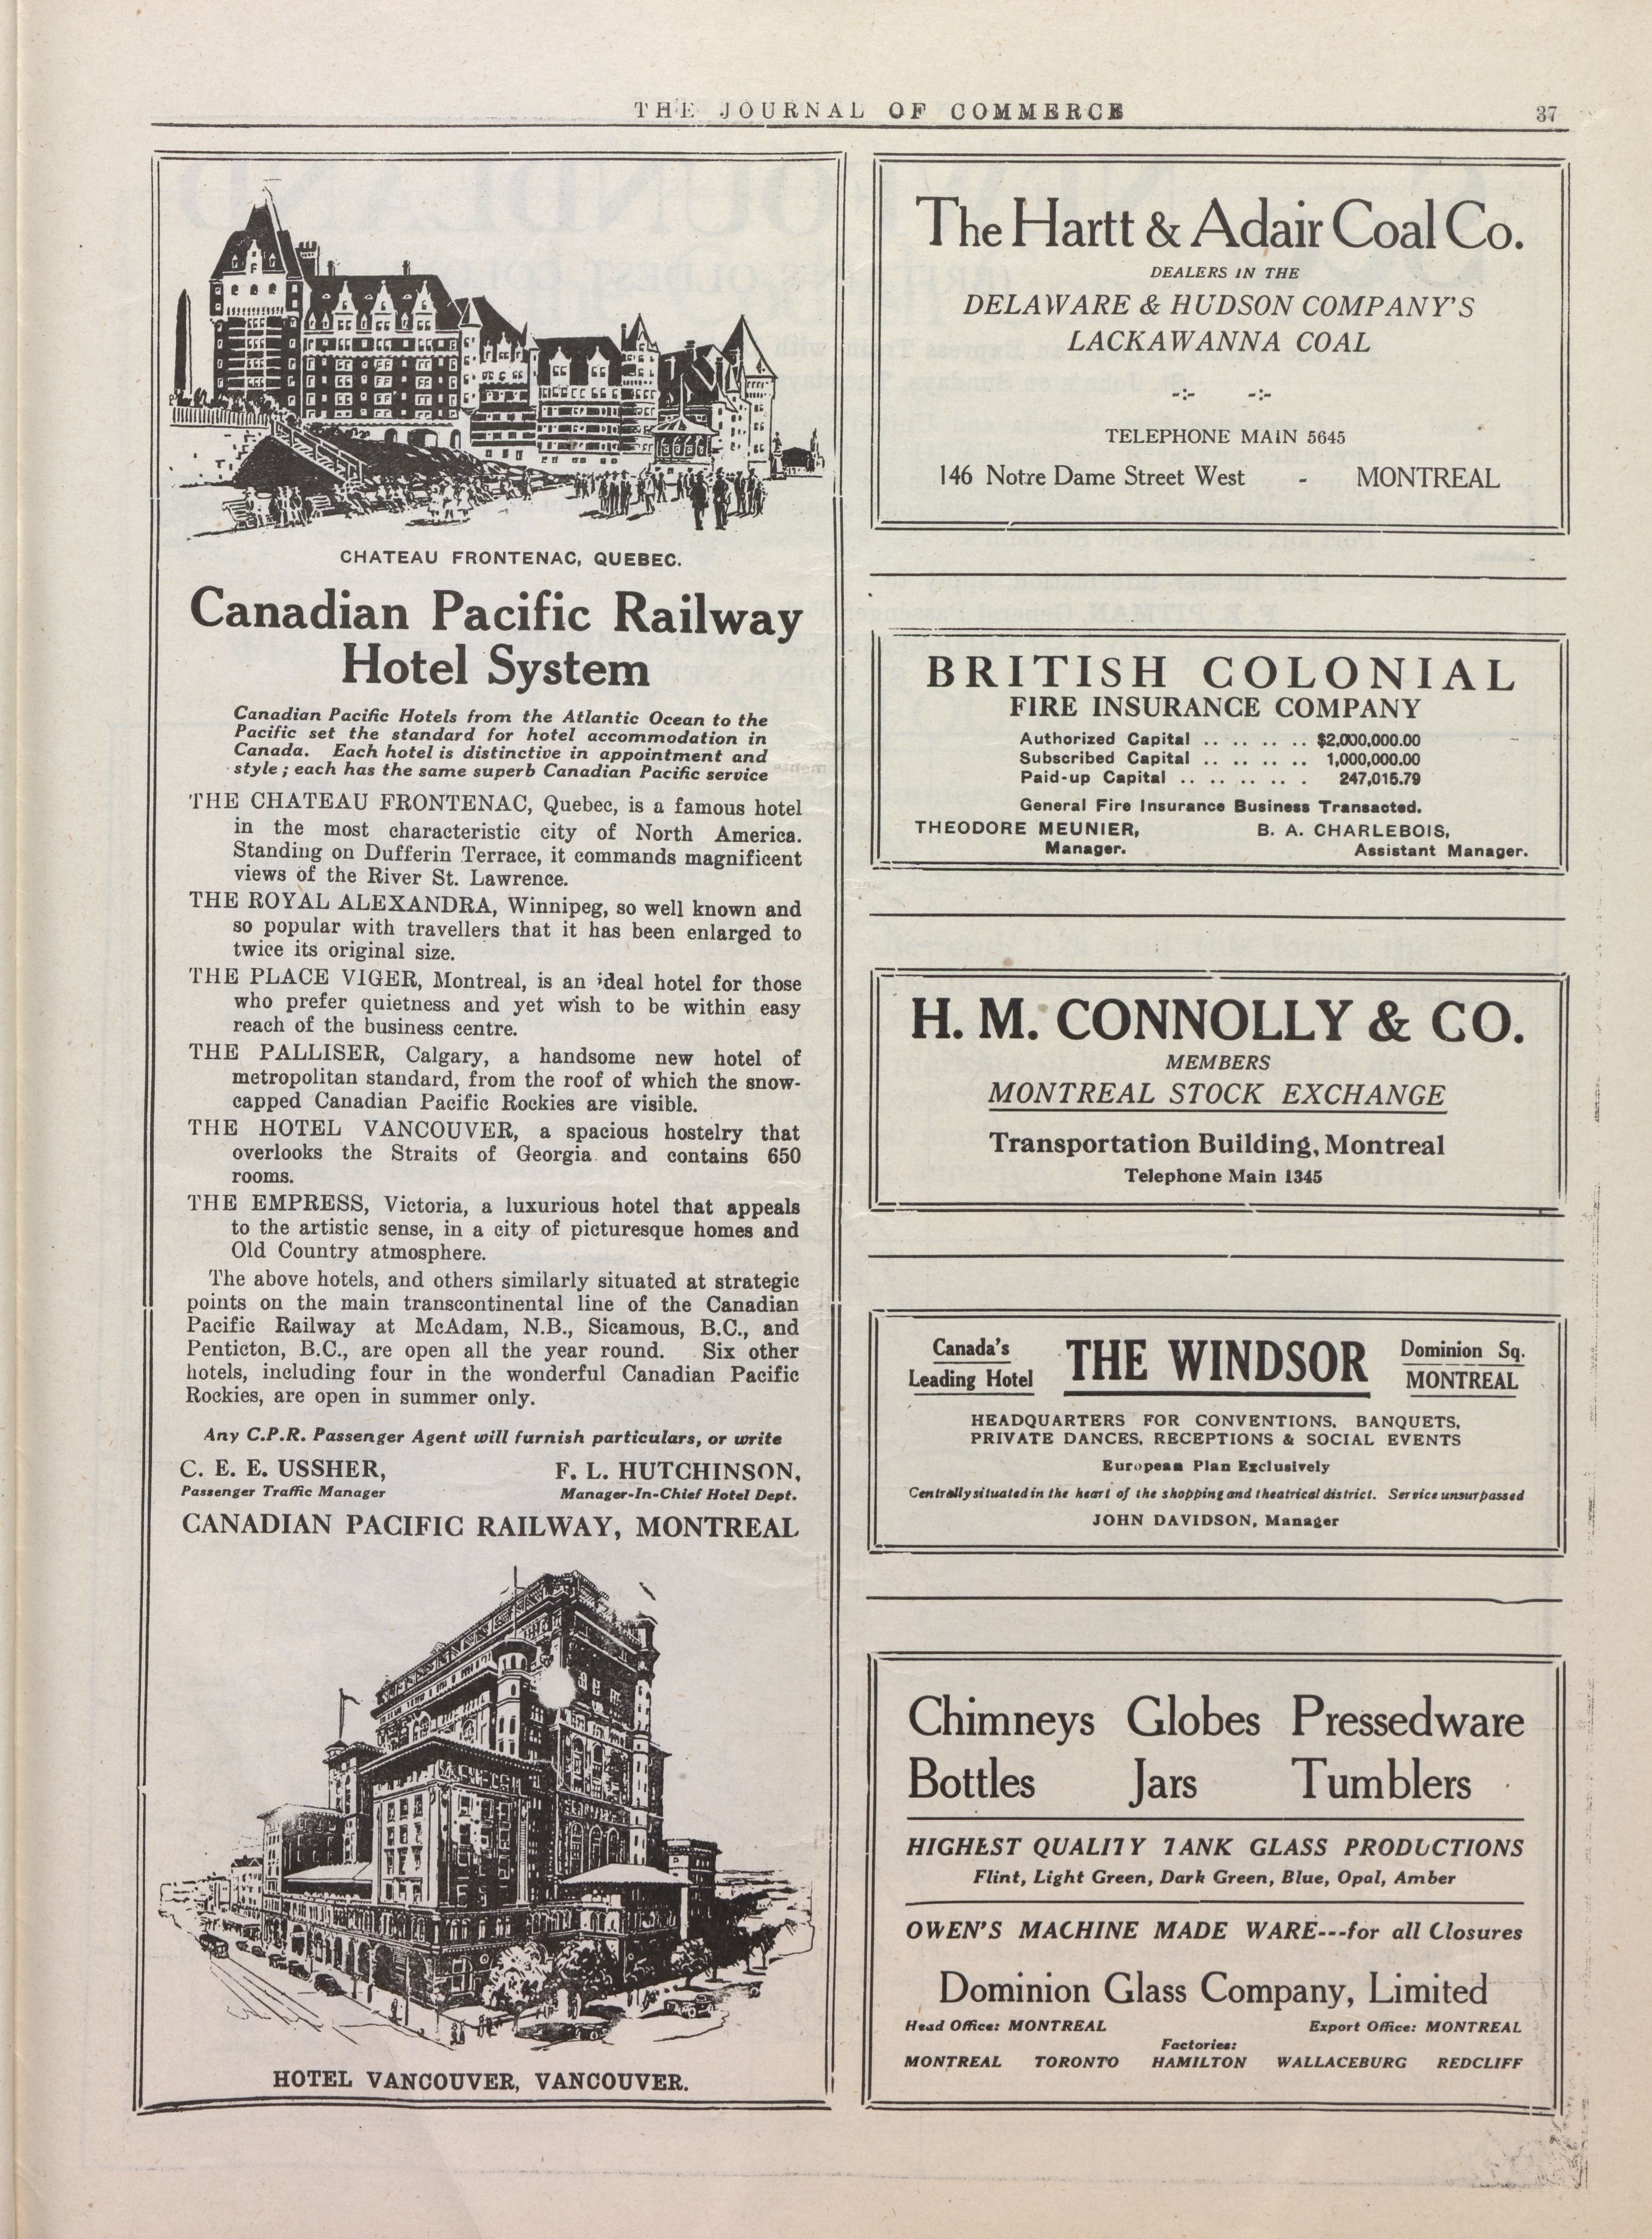 THE JOURNAL OF COMMERCE 37
CHATEAU FRONTENAC, QUEBEC.
Canadian Pacific Railway
Hotel System
Canadian Pacific Hotels from the Atlantic Ocean to the
Pacific set the standard for hotel accommodation in
Canada. Each hotel is distinctive in appointment and
style; each has the same superb Canadian Pacific service
THE CHATEAU FRONTENAC, Quebec, is a famous hotel
in the most characteristic city of North America.
Standing on Dufferin Terrace, it commands magnificent
views of the River St. Lawrence.
THE ROYAL ALEXANDRA, Winnipeg, so well known and
so popular with travellers that it has been enlarged to
twice its original size.
THE PLACE VIGER, Montreal, is an ideal hotel for those
who prefer quietness and yet wish to be within easy
reach of the business centre.
THE PALLISER, Calgary, a handsome new hotel of
metropolitan standard, from the roof of which the snow-
capped Canadian Pacific Rockies are visible.
THE HOTEL VANCOUVER, a spacious hostelry that
overlooks the Straits of Georgia and contains 650
rooms.
THE EMPRESS, Victoria, a luxurious hotel that appeals
to the artistic sense, in a city of picturesque homes and
Old Country atmosphere.
The above hotels, and others similarly situated at strategic
points on the main transcontinental line of the Canadian
Pacific Railway at McAdam, N.B., Sicamous, B.C., and
Penticton, B.C., are open all the year round. Six other
hotels, including four in the wonderful Canadian Pacific
Rockies, are open in summer only.
Any C.P.R. Passenger Agent will furnish particulars, or write
C. E. E. USSHER, F. L. HUTCHINSON,
Passenger Traffic Manager Manager-In-Chief Hotel Dept.
CANADIAN PACIFIC RAILWAY, MONTREAL
HOTEL VANCOUVER, VANCOUVER.
The Hartt & Adair Coal Co.
DEALERS IN THE
DELAWARE & HUDSON COMPANY'S
LACKAWANNA COAL
-:- -:-
TELEPHONE MAIN 5645
146 Notre Dame Street West - MONTREAL
BRITISH COLONIAL
FIRE INSURANCE COMPANY
Authorized Capital .. .. .. .. $2,000,000.00
Subscribed Capital .. .. .. .. 1,000,000.00
Paid-up Capital .. .. .. .. . 247,015.79
General Fire Insurance Business Transacted.
THEODORE MEUNIER, B. A. CHARLEBOIS,
Manager. Assistant Manager.
H. M. CONNOLLY & CO.
MEMBERS
MONTREAL STOCK EXCHANGE
Transportation Building, Montreal
Telephone Main 1345
Canada's THE WINDSOR Dominion Sq.
Leading Hotel MONTREAL
HEADQUARTERS FOR CONVENTIONS, BANQUETS,
PRIVATE DANCES, RECEPTIONS & SOCIAL EVENTS
European Plan Exclusively
Centrally situated in the heart of the shopping and theatrical district. Service unsurpassed
JOHN DAVIDSON, Manager
Chimneys Globes Pressedware
Bottles Jars Tumblers
HIGHEST QUALITY TANK GLASS PRODUCTIONS
Flint, Light Green, Dark Green, Blue, Opal, Amber
OWEN'S MACHINE MADE WARE---for all Closures
Dominion Glass Company, Limited
Head Office: MONTREAL Export Office: MONTREAL
Factories:
MONTREAL TORONTO HAMILTON WALLACEBURG REDCLIFF